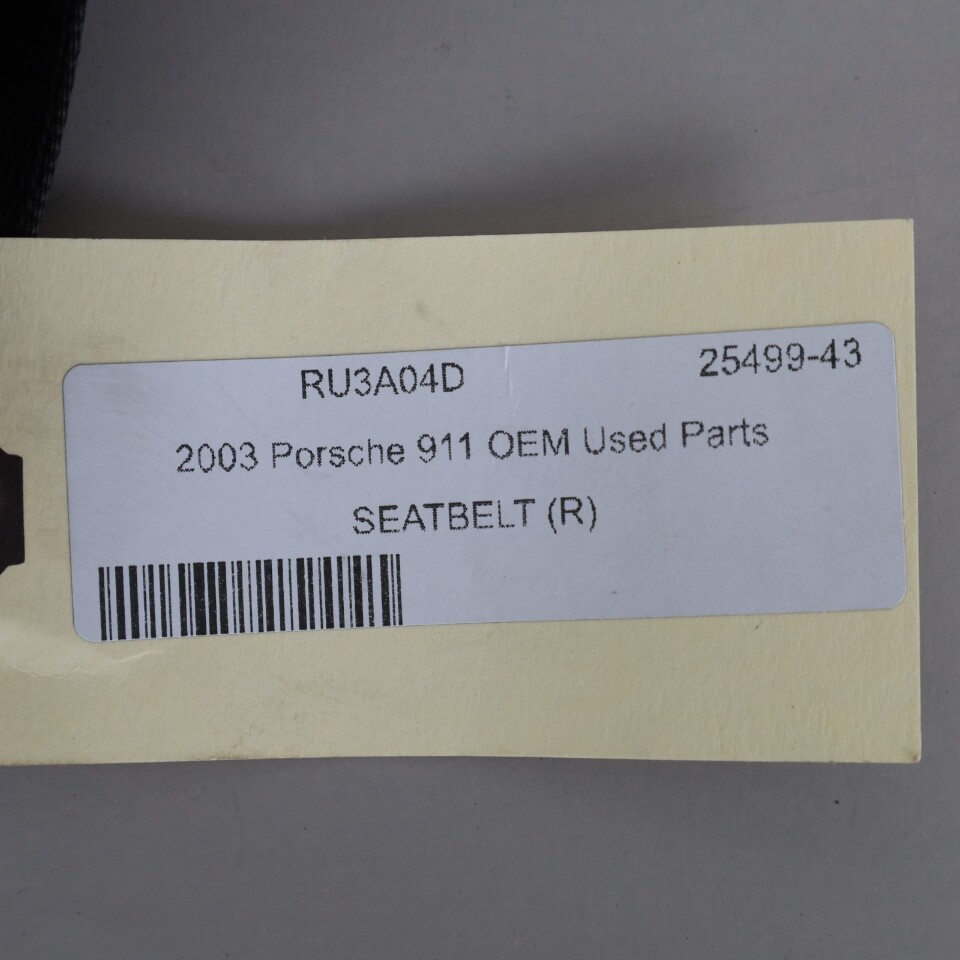 RU3A04D 25499-43
2003 Porsche 911 OEM Used Parts
SEATBELT (R)